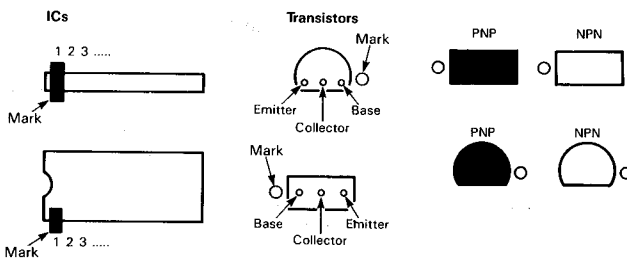 ICs
1 2 3 .....
Mark
Mark
1 2 3 .....
Transistors
Mark
Emitter
Base
Collector
Mark
Base
Emitter
Collector
PNP
NPN
PNP
NPN